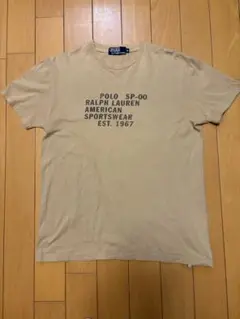 POLO SP-00
RALPH LAUREN
AMERICAN
SPORTSWEAR
EST. 1967